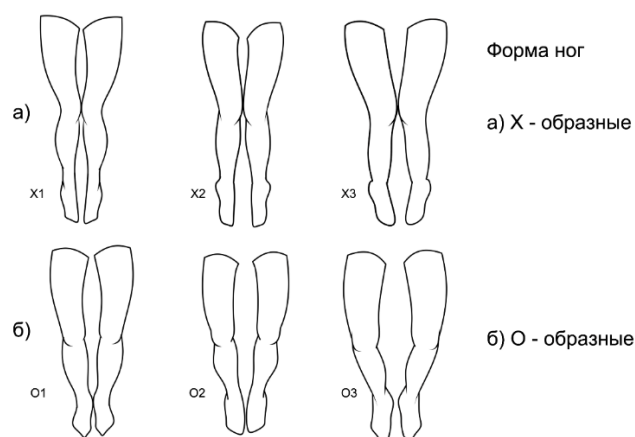 Форма ног
а)
а) Х - образные
X1
X2
X3
б)
б) О - образные
O1
O2
O3